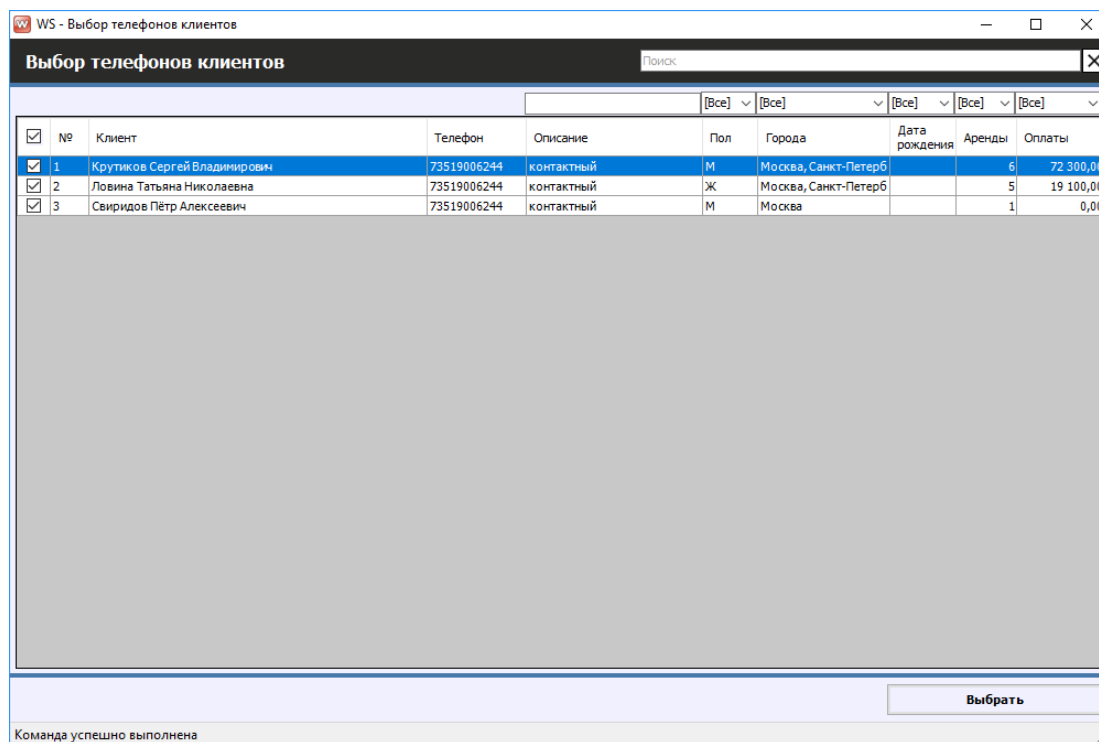 WS - Выбор телефонов клиентов
Выбор телефонов клиентов
Поиск
[Все] [Все] [Все] [Все] [Все]
№ Клиент Телефон Описание Пол Города Дата рождения Аренды Оплаты
1 Крутиков Сергей Владимирович 73519006244 контактный М Москва, Санкт-Петерб 6 72 300,00
2 Ловина Татьяна Николаевна 73519006244 контактный Ж Москва, Санкт-Петерб 5 19 100,00
3 Свиридов Пётр Алексеевич 73519006244 контактный М Москва 1 0,00
Выбрать
Команда успешно выполнена